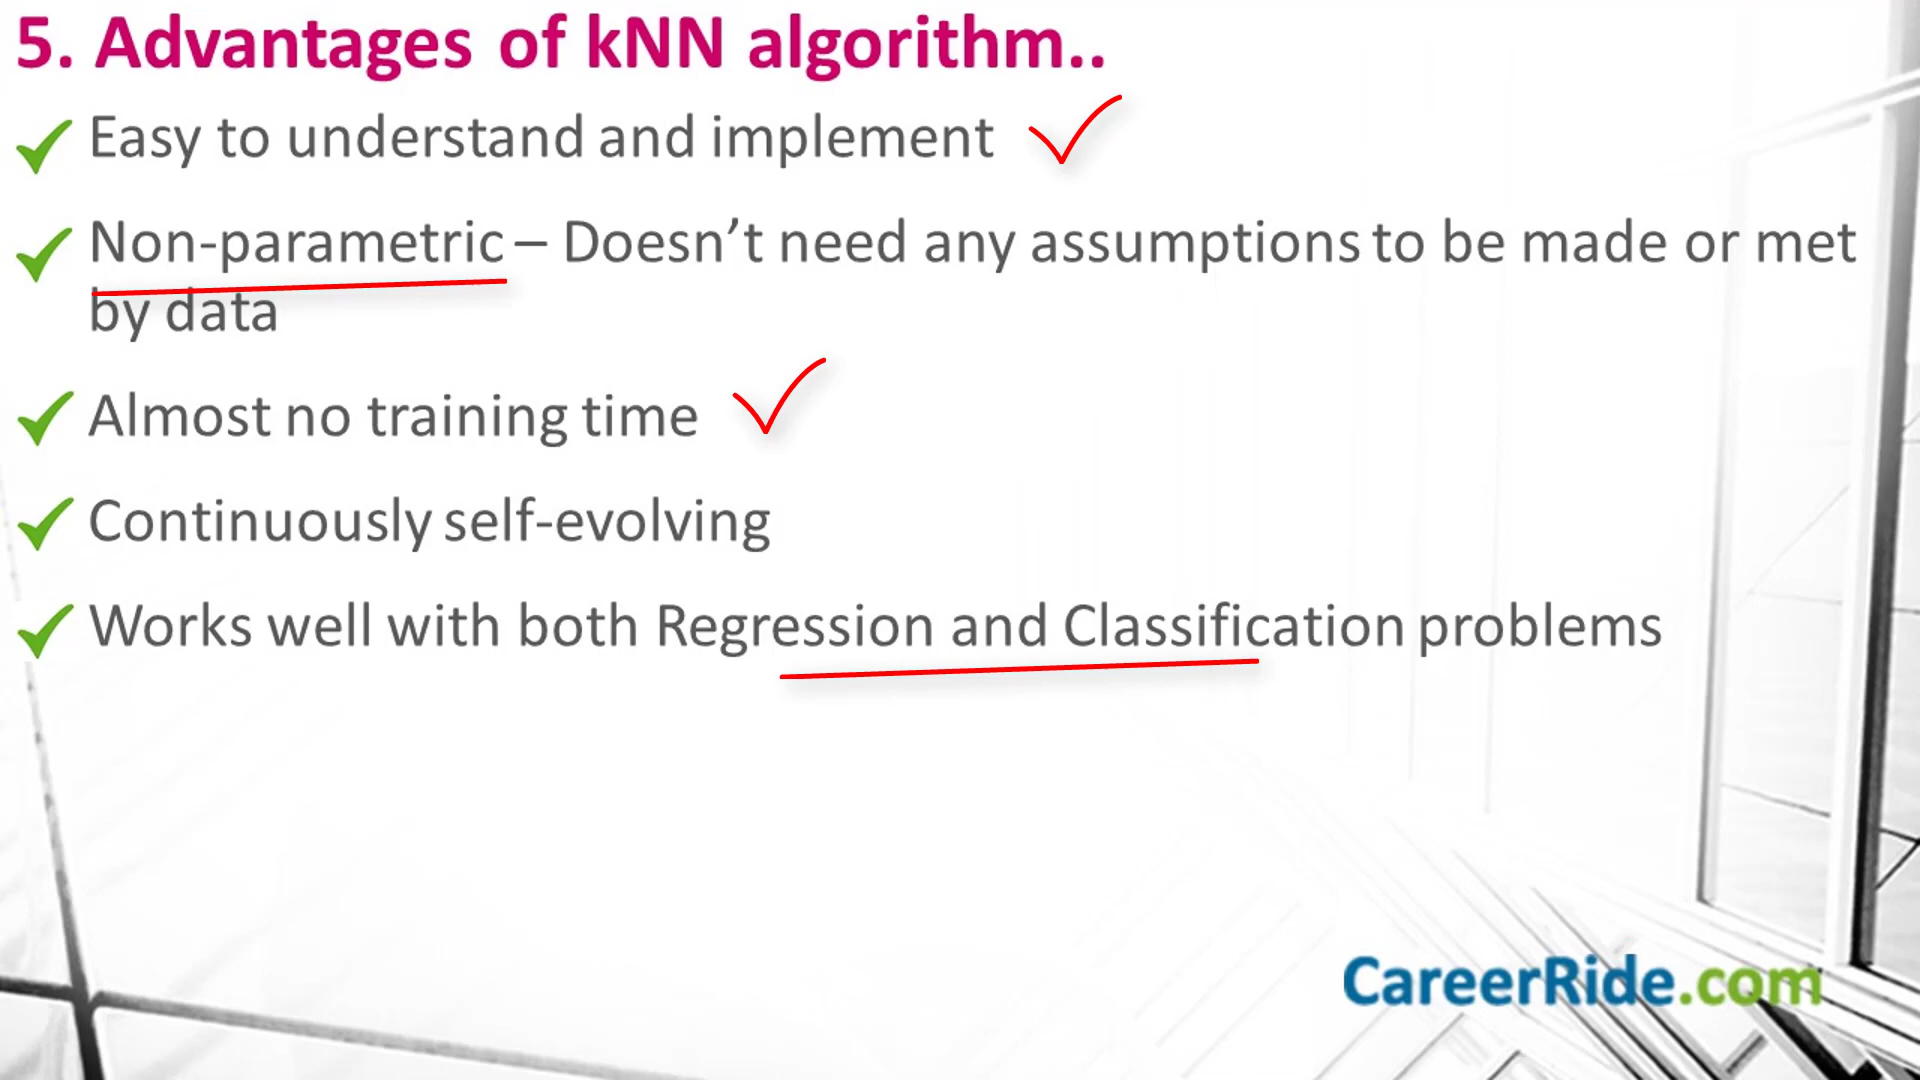 5. Advantages of kNN algorithm..
Easy to understand and implement
Non-parametric – Doesn’t need any assumptions to be made or met
by data
Almost no training time
Continuously self-evolving
Works well with both Regression and Classification problems
CareerRide.com